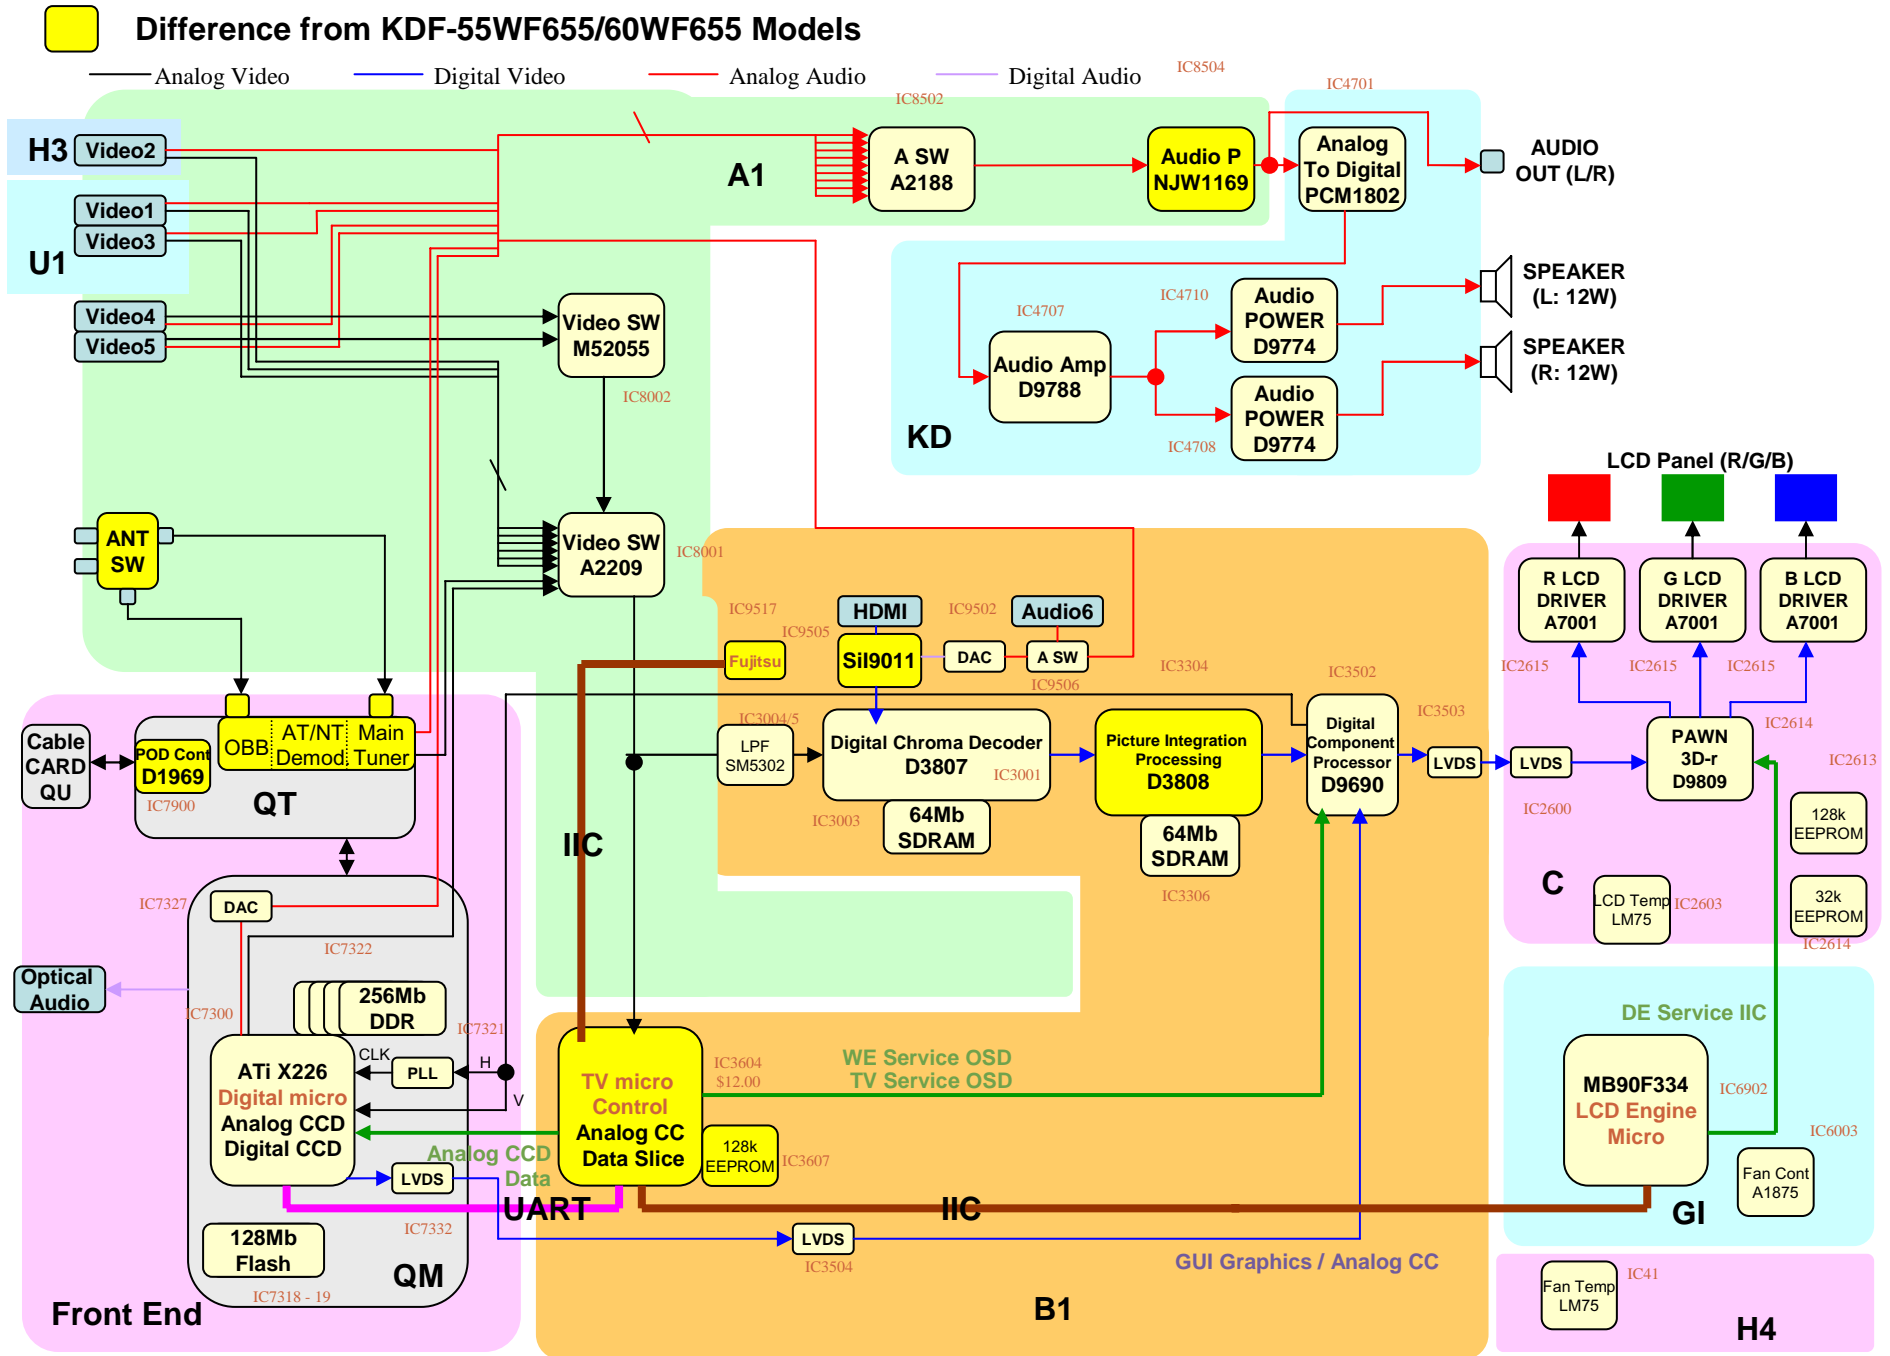 Difference from KDF-55WF655/60WF655 Models
Analog Video
Digital Video
Analog Audio
Digital Audio
IC8504
IC8502
IC4701
H3
Video2
A SW
A2188
Audio P
NJW1169
Analog
To Digital
PCM1802
AUDIO
OUT (L/R)
A1
U1
Video1
Video3
Video4
Video5
Video SW
M52055
IC8002
IC4707
IC4710
Audio
POWER
D9774
SPEAKER
(L: 12W)
Audio Amp
D9788
Audio
POWER
D9774
SPEAKER
(R: 12W)
IC4708
KD
LCD Panel (R/G/B)
ANT
SW
Video SW
A2209
IC8001
R LCD
DRIVER
A7001
G LCD
DRIVER
A7001
B LCD
DRIVER
A7001
IC2615
IC2615
IC2615
IC9517
IC9505
HDMI
IC9502
Audio6
Fujitsu
SiI9011
DAC
A SW
IC9506
IC3304
IC3502
IC3503
IC3004/5
LPF
SM5302
Digital Chroma Decoder
D3807
IC3001
Picture Integration
Processing
D3808
Digital
Component
Processor
D9690
LVDS
LVDS
PAWN
3D-r
D9809
IC2614
IC2613
IC2600
IC3003
64Mb
SDRAM
64Mb
SDRAM
IC3306
128k
EEPROM
C
LCD Temp
LM75
IC2603
32k
EEPROM
IC2614
Cable
CARD
QU
POD Cont
D1969
IC7900
OBB
AT/NT
Demod
Main
Tuner
QT
IIC
IC7327
DAC
IC7322
Optical
Audio
IC7300
256Mb
DDR
IC7321
ATi X226
Digital micro
Analog CCD
Digital CCD
CLK
PLL
H
V
TV micro
Control
Analog CC
Data Slice
IC3604
$12.00
WE Service OSD
TV Service OSD
128k
EEPROM
IC3607
Analog CCD
Data
LVDS
UART
IIC
IC7332
128Mb
Flash
QM
IC7318 - 19
Front End
LVDS
IC3504
GUI Graphics / Analog CC
B1
DE Service IIC
MB90F334
LCD Engine
Micro
IC6902
IC6003
Fan Cont
A1875
GI
Fan Temp
LM75
IC41
H4